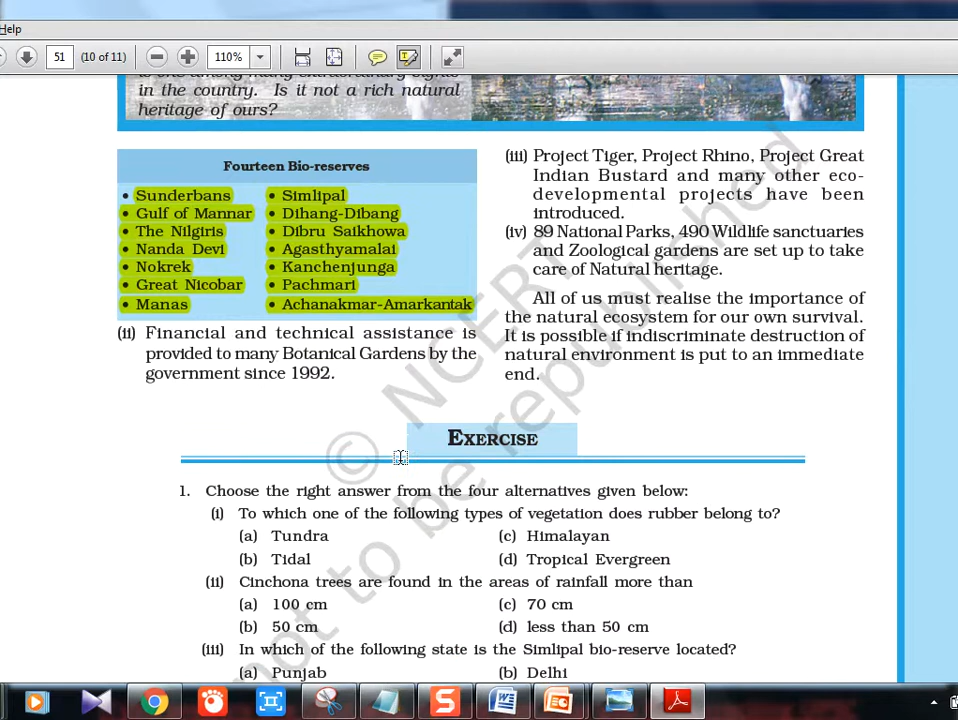 Help
51 (10 of 11) 110%
in the country. Is it not a rich natural
heritage of ours?
Fourteen Bio-reserves
• Sunderbans • Simlipal
• Gulf of Mannar • Dihang-Dibang
• The Nilgiris • Dibru Saikhowa
• Nanda Devi • Agasthyamalai
• Nokrek • Kanchenjunga
• Great Nicobar • Pachmari
• Manas • Achanakmar-Amarkantak
(ii) Financial and technical assistance is
provided to many Botanical Gardens by the
government since 1992.
(iii) Project Tiger, Project Rhino, Project Great
Indian Bustard and many other eco-
developmental projects have been
introduced.
(iv) 89 National Parks, 490 Wildlife sanctuaries
and Zoological gardens are set up to take
care of Natural heritage.
All of us must realise the importance of
the natural ecosystem for our own survival.
It is possible if indiscriminate destruction of
natural environment is put to an immediate
end.
© NCERT
not to be republished
EXERCISE
1. Choose the right answer from the four alternatives given below:
(i) To which one of the following types of vegetation does rubber belong to?
(a) Tundra (c) Himalayan
(b) Tidal (d) Tropical Evergreen
(ii) Cinchona trees are found in the areas of rainfall more than
(a) 100 cm (c) 70 cm
(b) 50 cm (d) less than 50 cm
(iii) In which of the following state is the Simlipal bio-reserve located?
(a) Punjab (b) Delhi